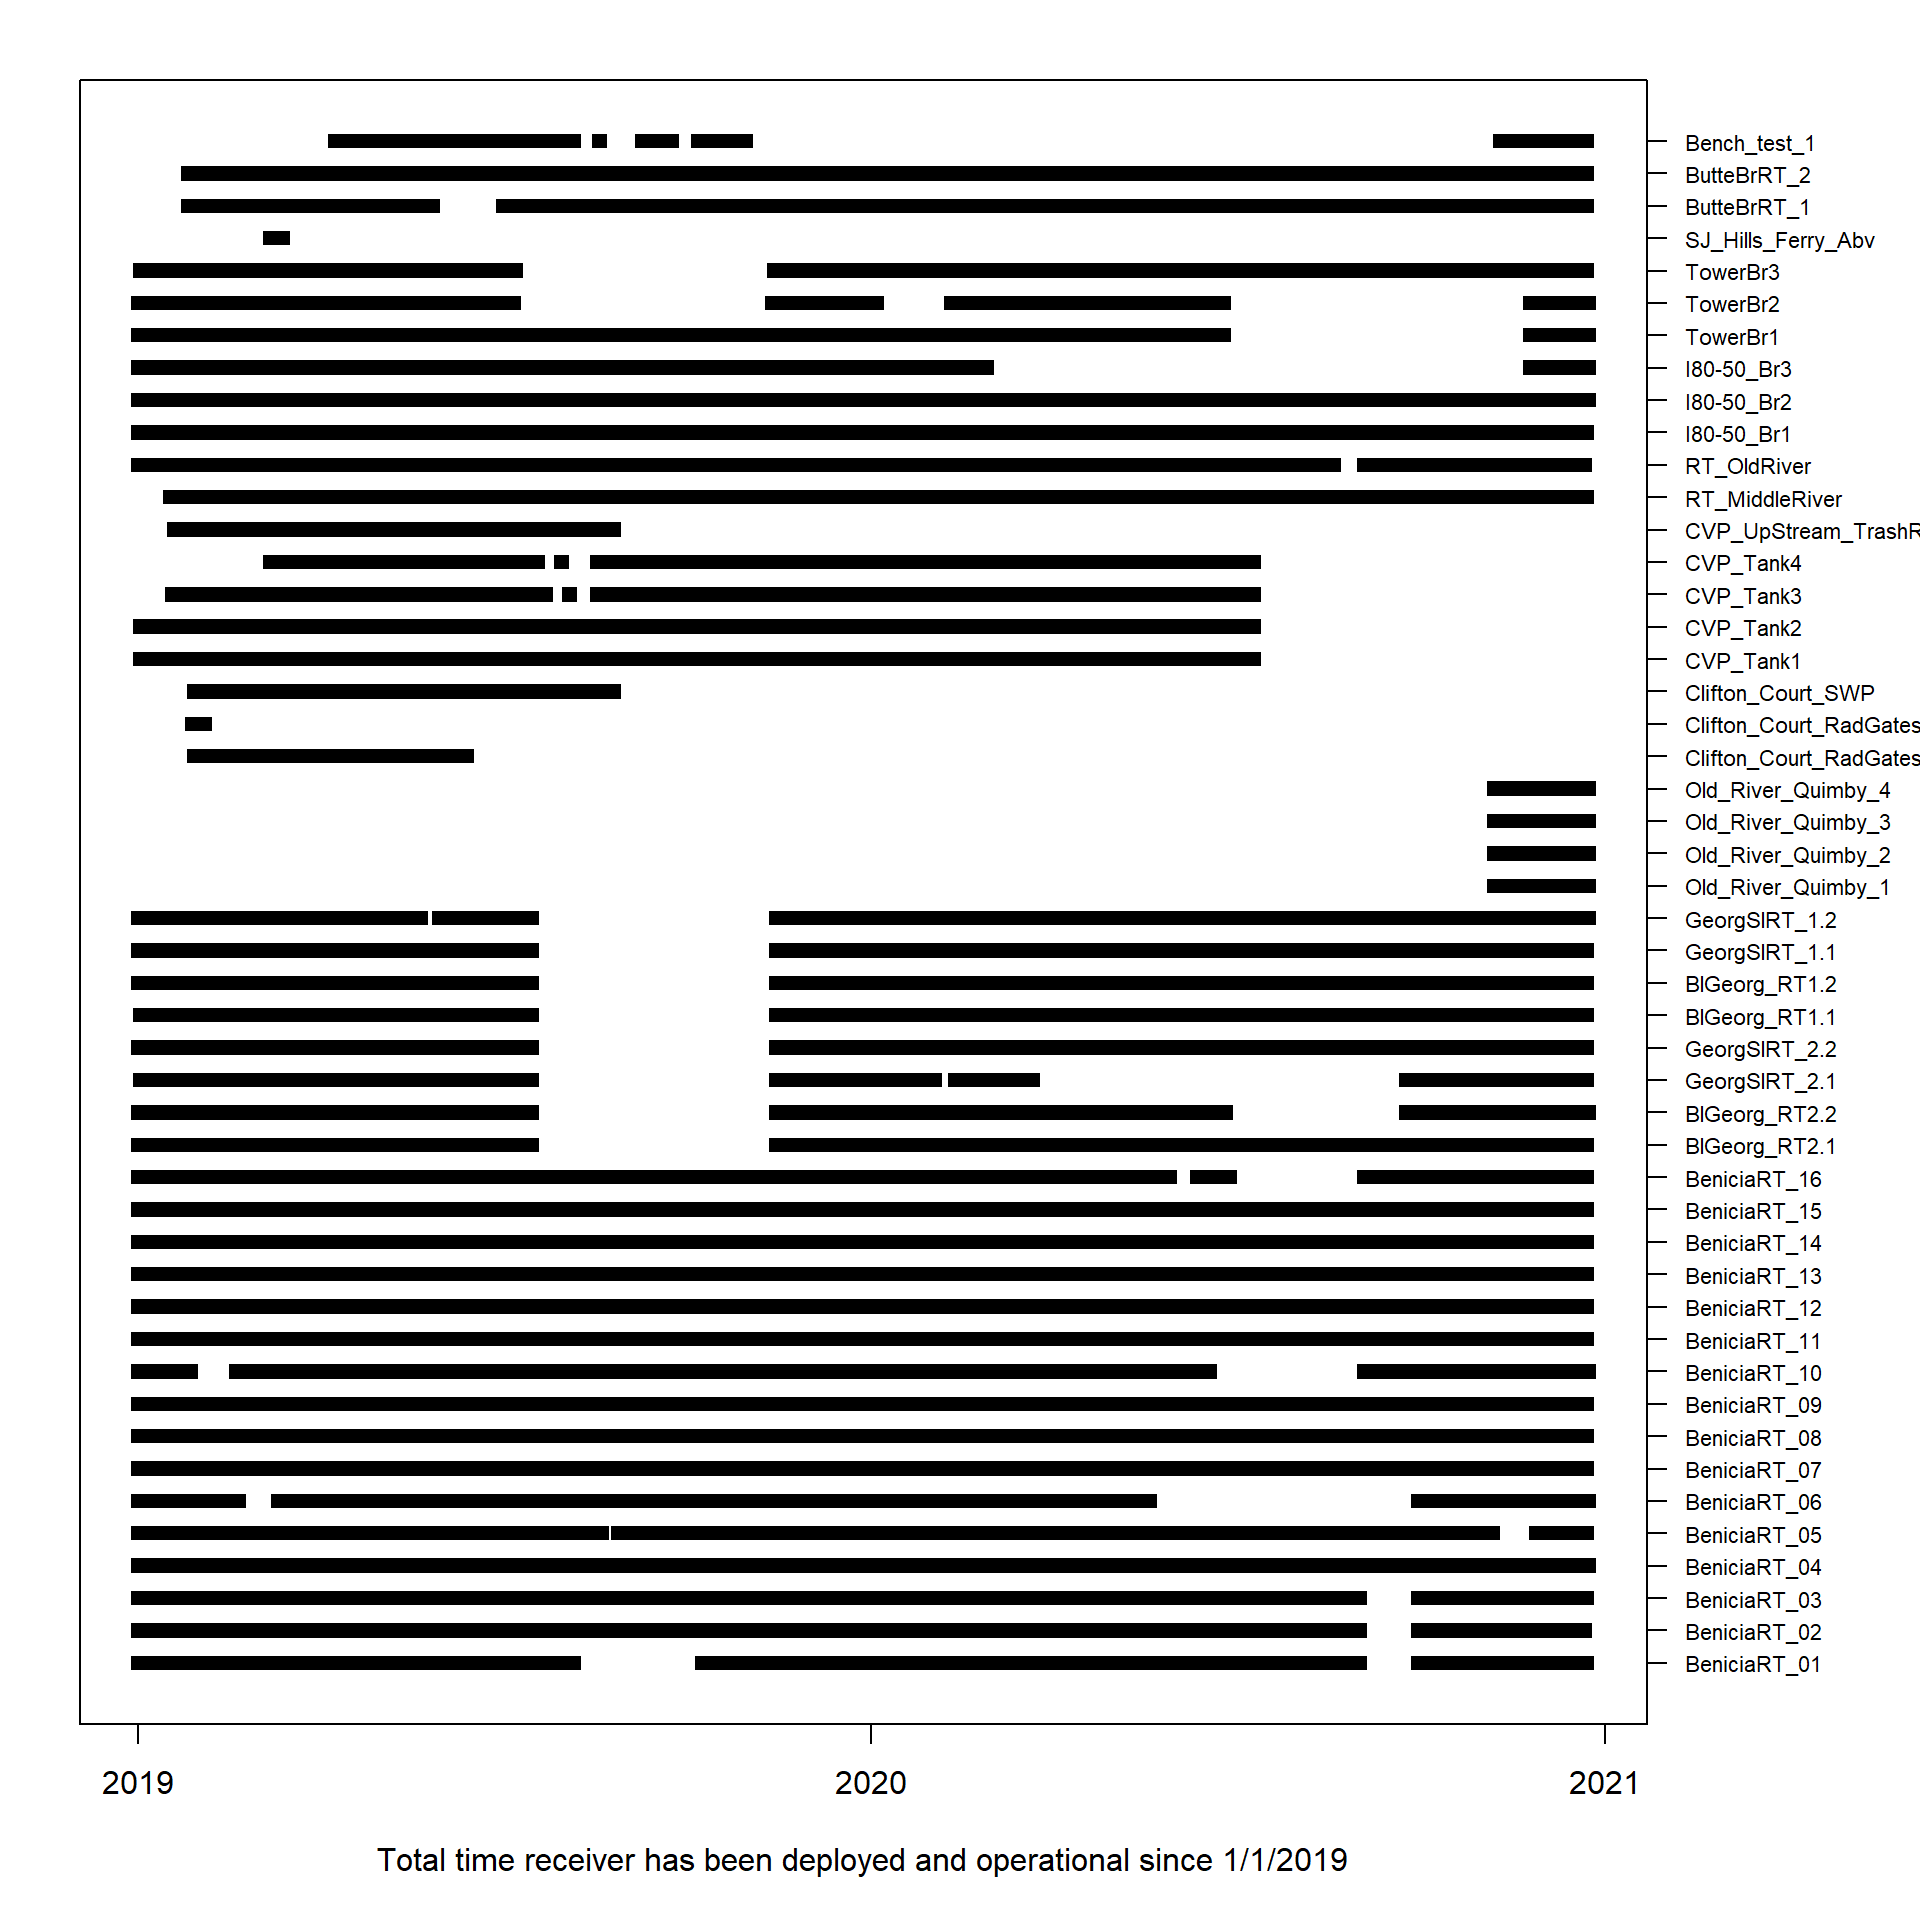 Bench_test_1
ButteBrRT_2
ButteBrRT_1
SJ_Hills_Ferry_Abv
TowerBr3
TowerBr2
TowerBr1
I80-50_Br3
I80-50_Br2
I80-50_Br1
RT_OldRiver
RT_MiddleRiver
CVP_UpStream_TrashR
CVP_Tank4
CVP_Tank3
CVP_Tank2
CVP_Tank1
Clifton_Court_SWP
Clifton_Court_RadGates
Clifton_Court_RadGates
Old_River_Quimby_4
Old_River_Quimby_3
Old_River_Quimby_2
Old_River_Quimby_1
GeorgSlRT_1.2
GeorgSlRT_1.1
BlGeorg_RT1.2
BlGeorg_RT1.1
GeorgSlRT_2.2
GeorgSlRT_2.1
BlGeorg_RT2.2
BlGeorg_RT2.1
BeniciaRT_16
BeniciaRT_15
BeniciaRT_14
BeniciaRT_13
BeniciaRT_12
BeniciaRT_11
BeniciaRT_10
BeniciaRT_09
BeniciaRT_08
BeniciaRT_07
BeniciaRT_06
BeniciaRT_05
BeniciaRT_04
BeniciaRT_03
BeniciaRT_02
BeniciaRT_01
2019 2020 2021
Total time receiver has been deployed and operational since 1/1/2019